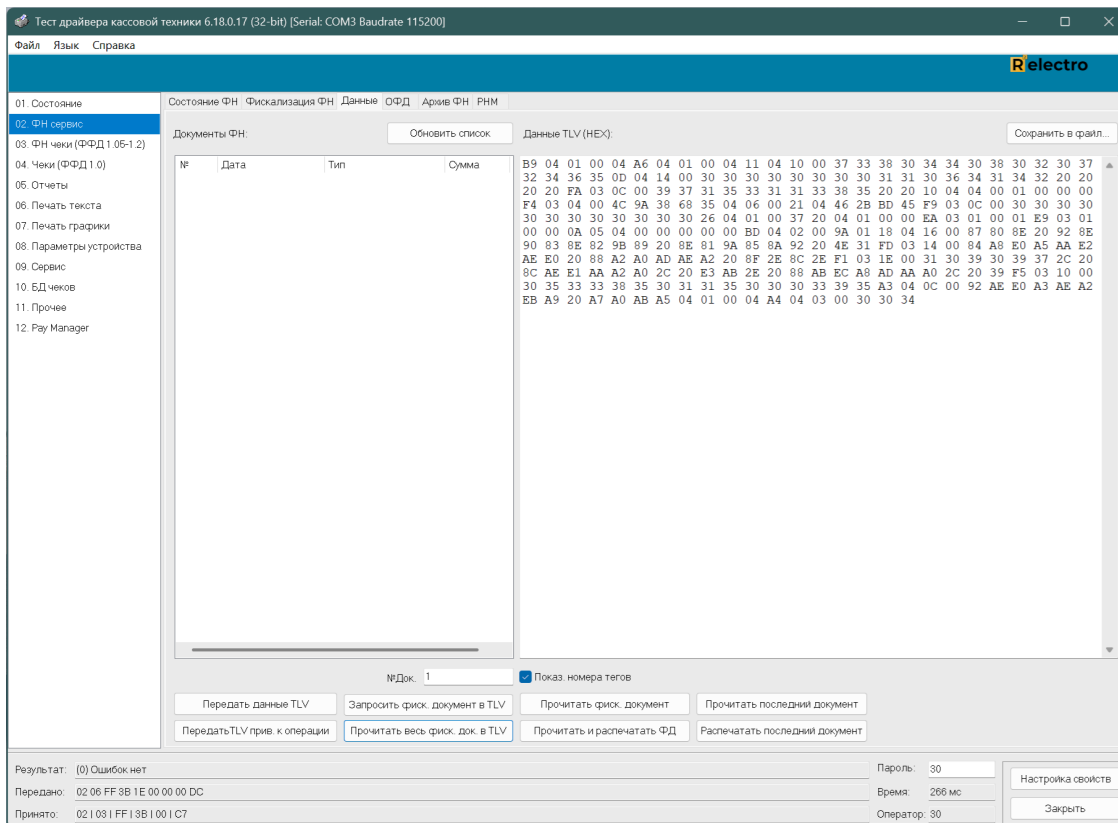 Тест драйвера кассовой техники 6.18.0.17 (32-bit) [Serial: COM3 Baudrate 115200]
Файл Язык Справка
R electro
01. Состояние
02. ФН сервис
03. ФН чеки (ФФД 1.05-1.2)
04. Чеки (ФФД 1.0)
05. Отчеты
06. Печать текста
07. Печать графики
08. Параметры устройства
09. Сервис
10. БД чеков
11. Прочее
12. Pay Manager
Состояние ФН Фискализация ФН Данные ОФД Архив ФН РНМ
Документы ФН:
Обновить список
Данные TLV (HEX):
Сохранить в файл...
№ Дата Тип Сумма
B9 04 01 00 04 A6 04 01 00 04 11 04 10 00 37 33 38 30 34 34 30 38 30 32 30 37
32 34 36 35 0D 04 14 00 30 30 30 30 30 30 30 30 31 31 30 36 34 31 34 32 20 20
20 20 FA 03 0C 00 39 37 31 35 33 31 31 33 38 35 20 20 10 04 04 00 01 00 00 00
F4 03 04 00 4C 9A 38 68 35 04 06 00 21 04 46 2B BD 45 F9 03 0C 00 30 30 30 30
30 30 30 30 30 30 30 30 26 04 01 00 37 20 04 01 00 00 EA 03 01 00 01 E9 03 01
00 00 0A 05 04 00 00 00 00 00 BD 04 02 00 9A 01 18 04 16 00 87 80 8E 20 92 8E
90 83 8E 82 9B 89 20 8E 81 9A 85 8A 92 20 4E 31 FD 03 14 00 84 A8 E0 A5 AA E2
AE E0 20 88 A2 A0 AD AE A2 20 8F 2E 8C 2E F1 03 1E 00 31 30 39 30 39 37 2C 20
8C AE E1 AA A2 A0 2C 20 E3 AB 2E 20 88 AB EC A8 AD AA A0 2C 20 39 F5 03 10 00
30 35 33 33 38 35 30 31 31 35 30 30 30 33 39 35 A3 04 0C 00 92 AE E0 A3 AE A2
EB A9 20 A7 A0 AB A5 04 01 00 04 A4 04 03 00 30 30 34
№Док. 1
Показ. номера тегов
Передать данные TLV
Запросить фиск. документ в TLV
Прочитать фиск. документ
Прочитать последний документ
ПередатьTLV прив. к операции
Прочитать весь фиск. док. в TLV
Прочитать и распечатать ФД
Распечатать последний документ
Результат: (0) Ошибок нет
Пароль: 30
Настройка свойств
Передано: 02 06 FF 3B 1E 00 00 00 DC
Время: 266 мс
Принято: 02 | 03 | FF | 3B | 00 | C7
Оператор: 30
Закрыть